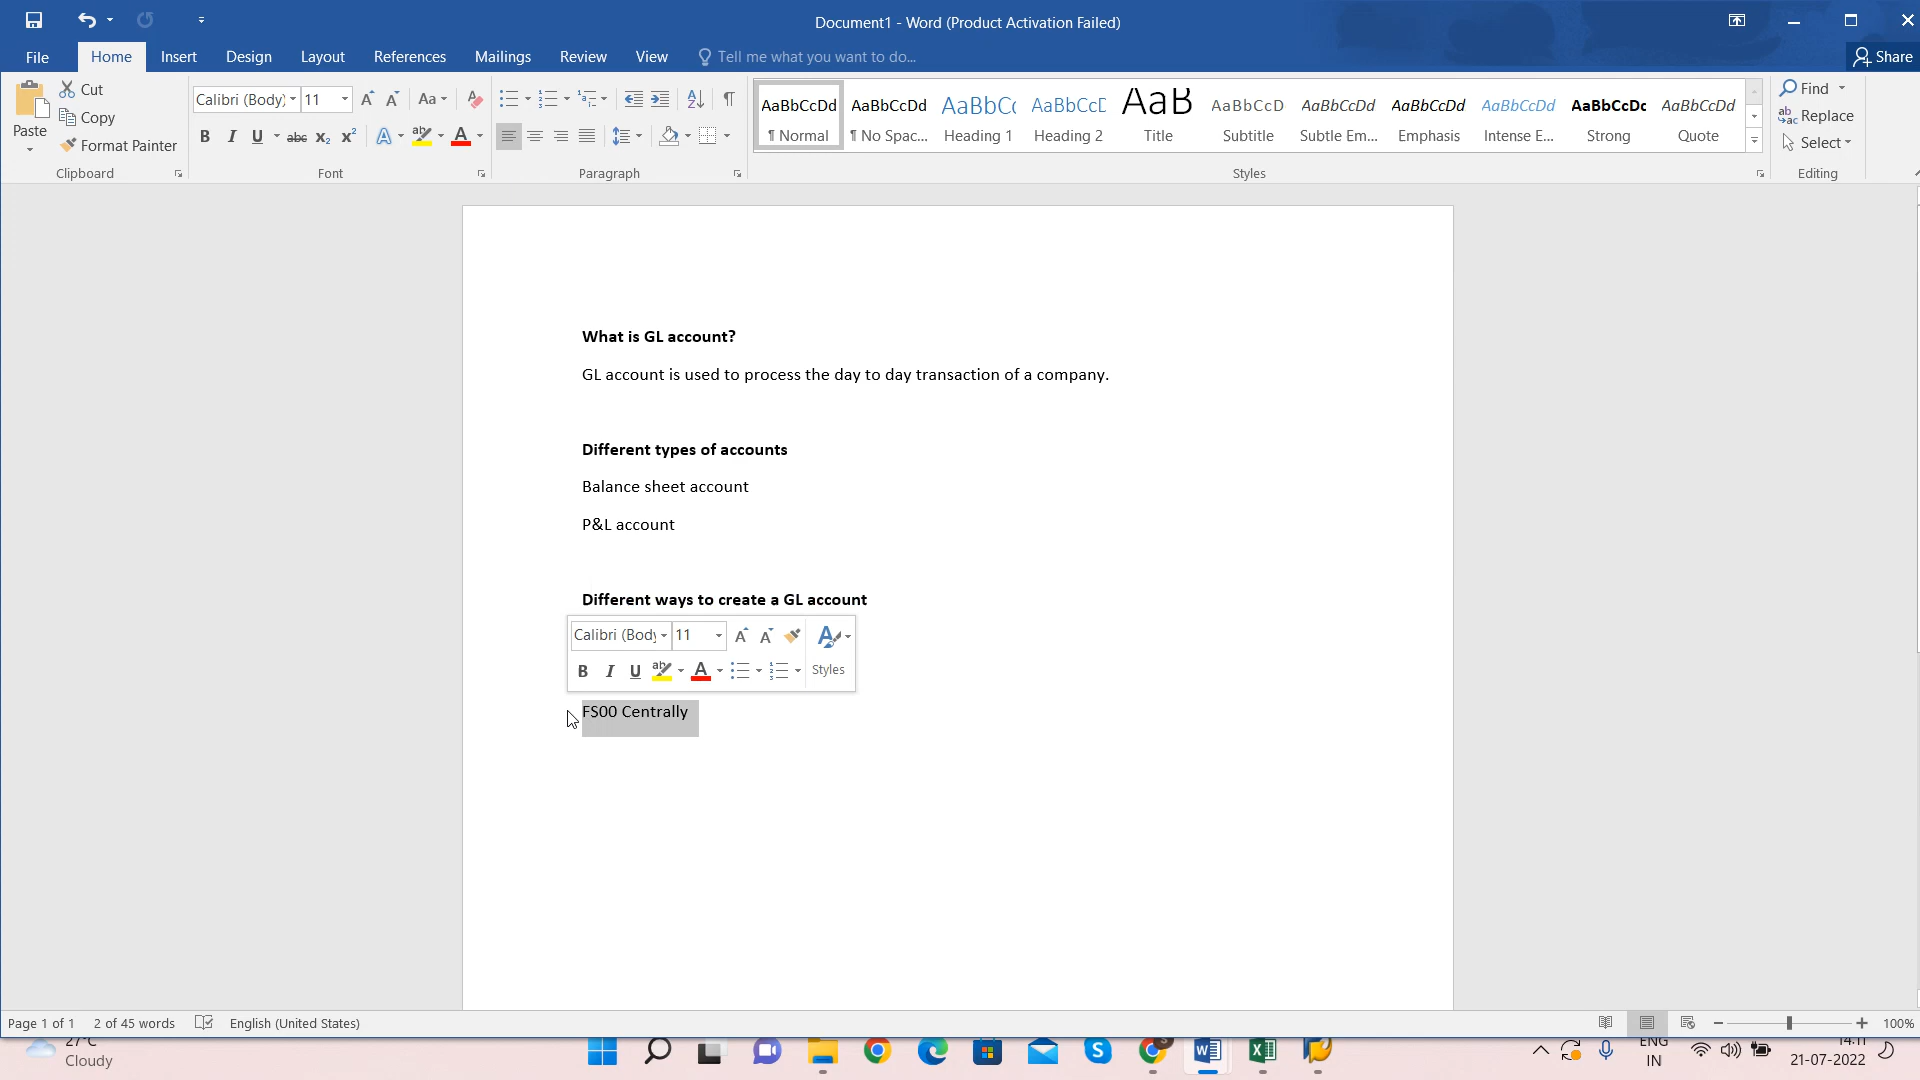 Document1 - Word (Product Activation Failed)
File Home Insert Design Layout References Mailings Review View Tell me what you want to do... Share
Paste
Cut
Copy
Format Painter
Clipboard
Calibri (Body) 11
Font
Paragraph
AaBbCcDd AaBbCcDd AaBbC AaBbCcC AaB AaBbCcD AaBbCcDd AaBbCcDd AaBbCcDd AaBbCcDc AaBbCcDd
¶ Normal ¶ No Spac... Heading 1 Heading 2 Title Subtitle Subtle Em... Emphasis Intense E... Strong Quote
Styles
Find
Replace
Select
Editing
What is GL account?
GL account is used to process the day to day transaction of a company.
Different types of accounts
Balance sheet account
P&L account
Different ways to create a GL account
Calibri (Body 11
B I U Styles
FS00 Centrally
Page 1 of 1 2 of 45 words English (United States) 100%
27°C
Cloudy
ENG
IN
14:11
21-07-2022